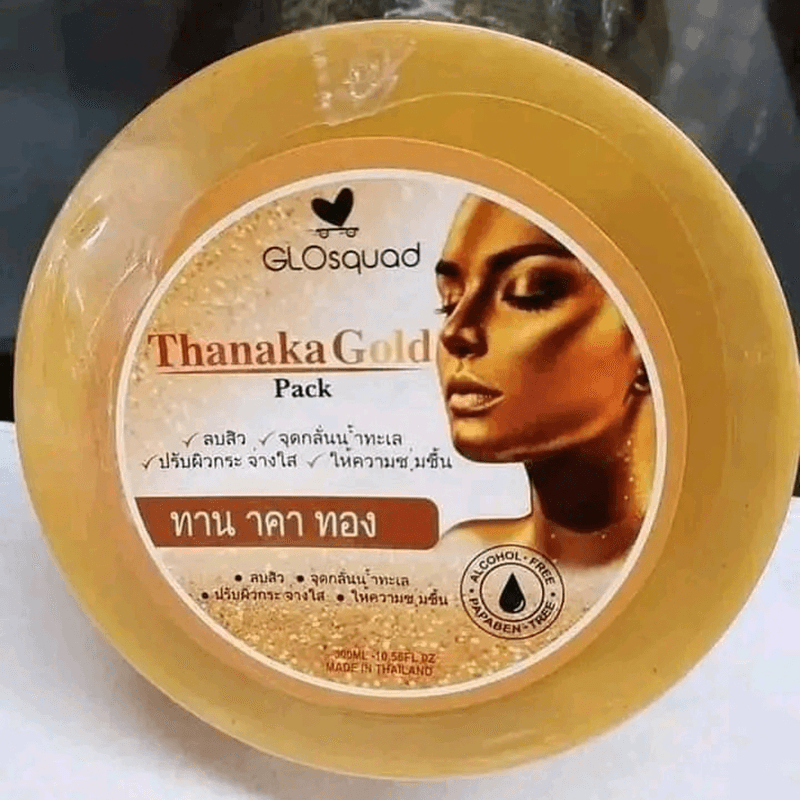 GLOsquad
Thanaka Gold
Pack
✓ ลบสิว ✓ จุดกลั่นน ้ำทะเล
✓ ปรับผิวกระ จ่างใส ✓ ให้ความชุ ่มชื้น
ทาน าคา ทอง
• ลบสิว • จุดกลั่นน ้ำทะเล
• ปรับผิวกระ จ่างใส • ให้ความชุ ่มชื้น
ALCOHOL-FREE
PAPABEN-TREE
300ML -10.56FL OZ
MADE IN THAILAND